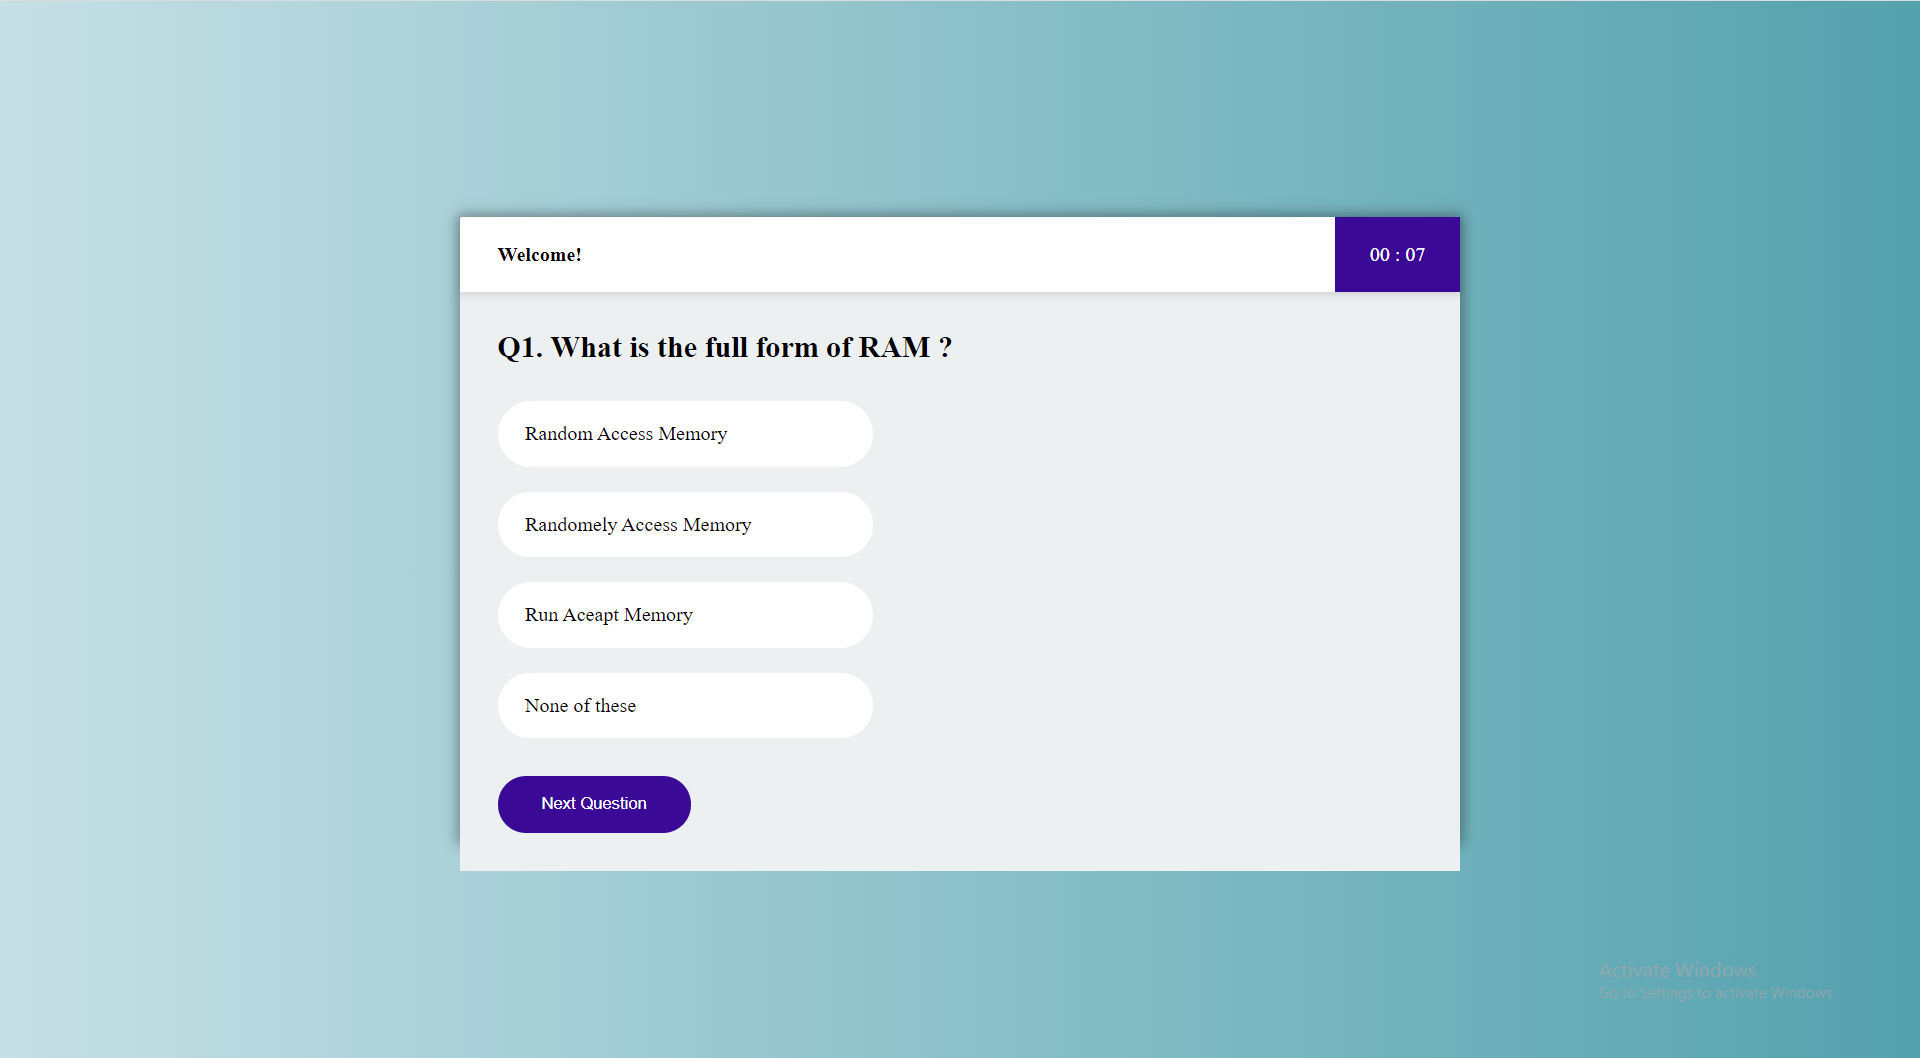 Welcome!
00 : 07
Q1. What is the full form of RAM ?
Random Access Memory
Randomely Access Memory
Run Aceapt Memory
None of these
Next Question
Activate Windows
Go to Settings to activate Windows.